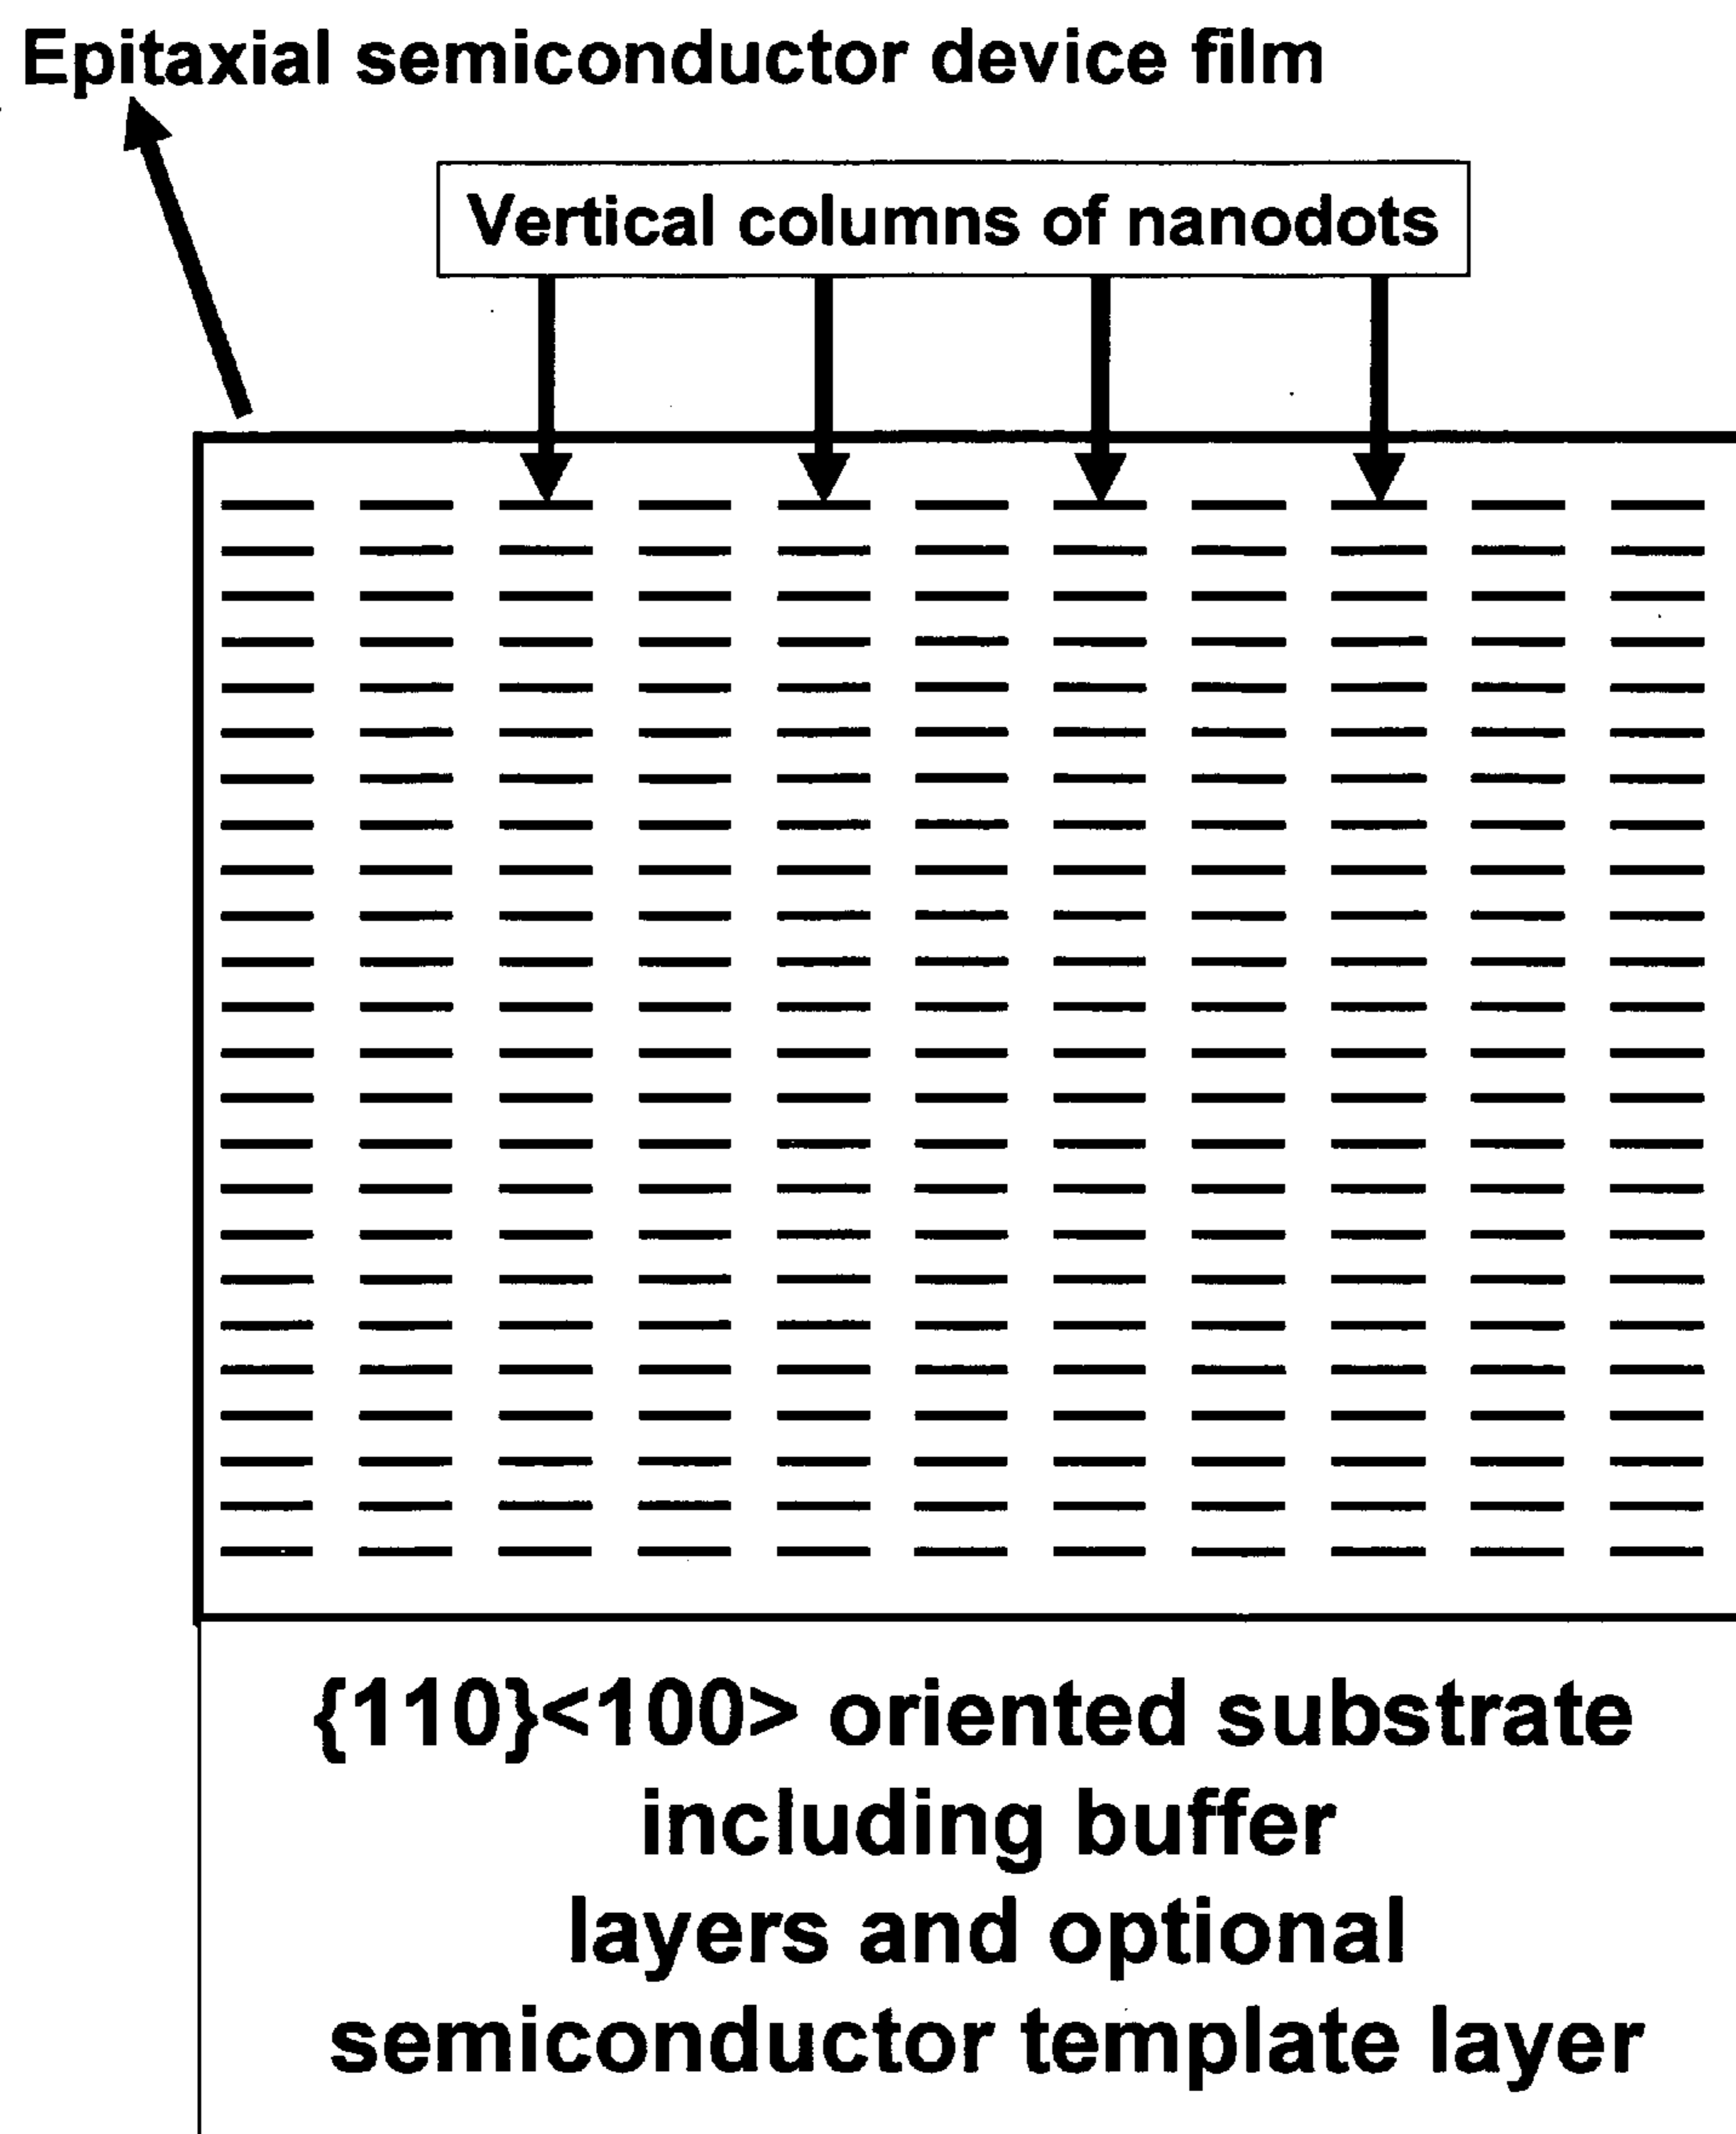 Epitaxial semiconductor device film
Vertical columns of nanodots
{110}<100> oriented substrate
including buffer
layers and optional
semiconductor template layer